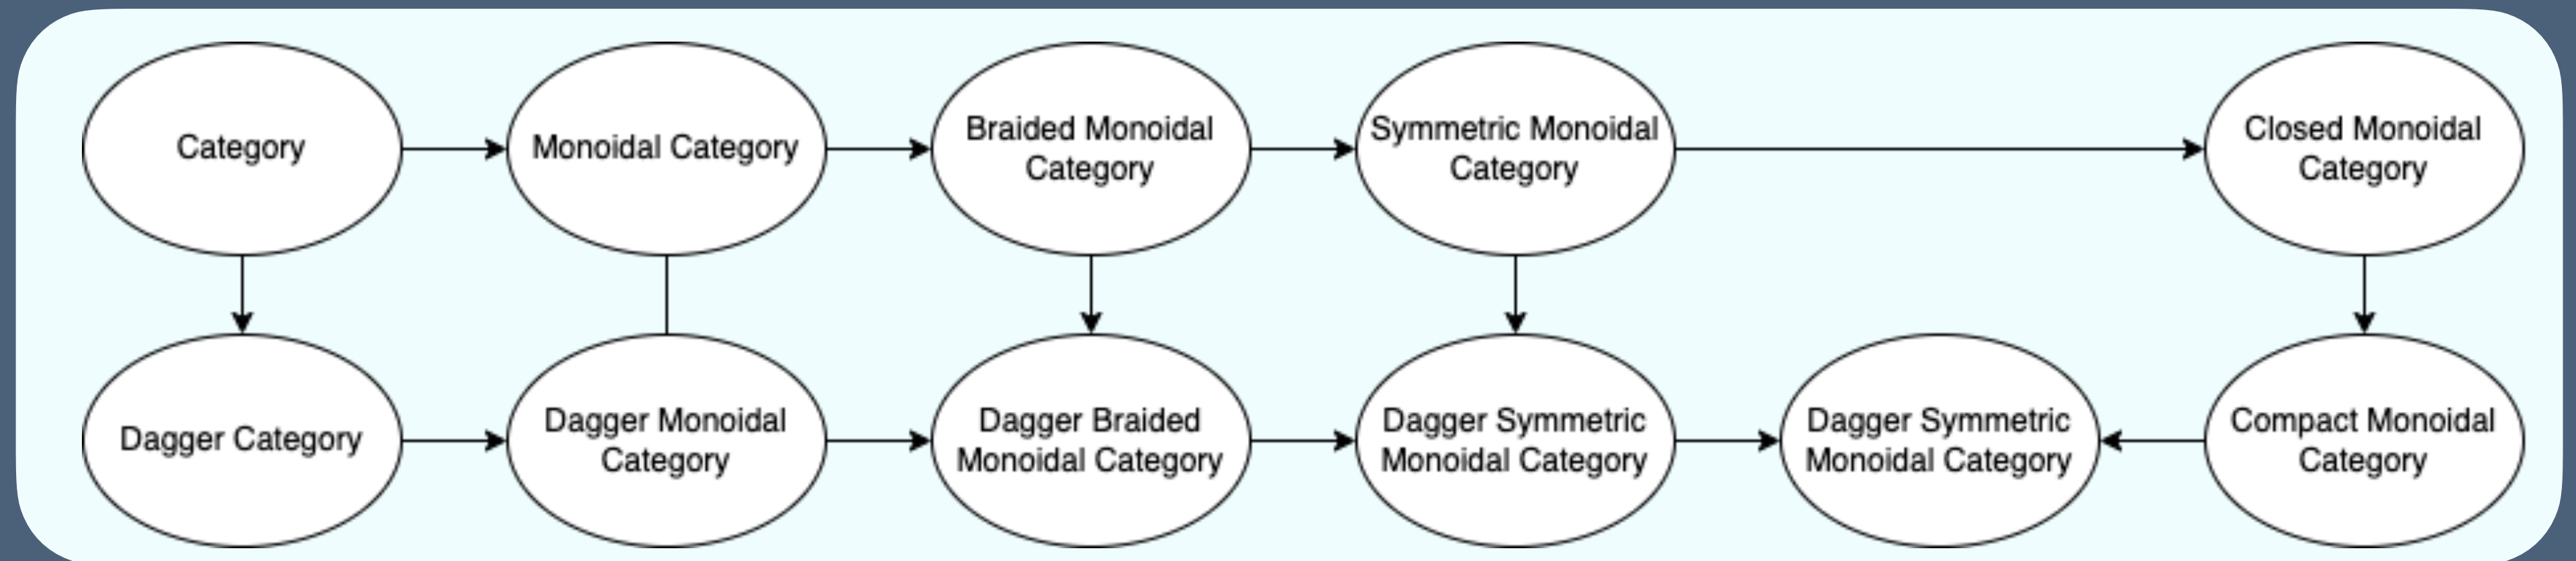 Category
Monoidal Category
Braided Monoidal
Category
Symmetric Monoidal
Category
Closed Monoidal
Category
Dagger Category
Dagger Monoidal
Category
Dagger Braided
Monoidal Category
Dagger Symmetric
Monoidal Category
Dagger Symmetric
Monoidal Category
Compact Monoidal
Category